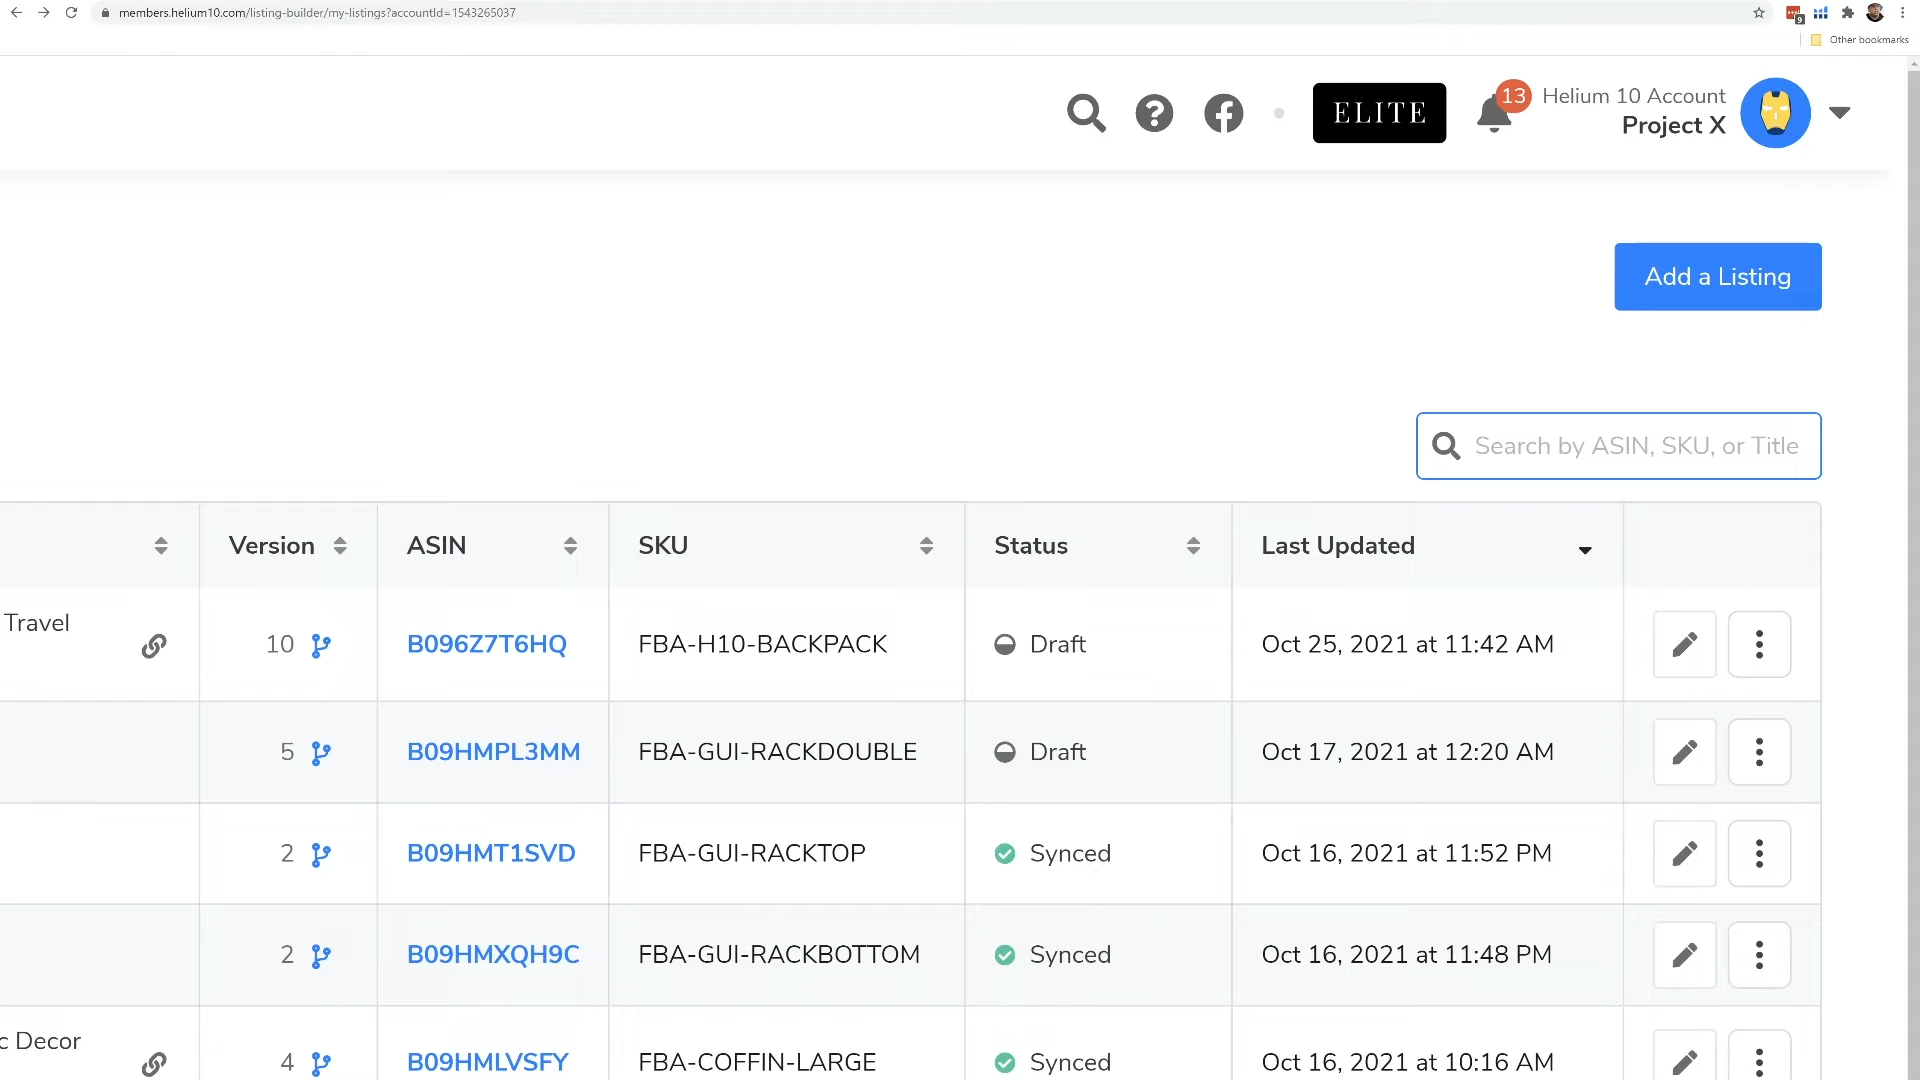 members.helium10.com/listing-builder/my-listings?accountId=1543265037
9
Other bookmarks
ELITE
13
Helium 10 Account
Project X
Add a Listing
Search by ASIN, SKU, or Title
Version ASIN SKU Status Last Updated
Travel
10 B096Z7T6HQ FBA-H10-BACKPACK Draft Oct 25, 2021 at 11:42 AM
5 B09HMPL3MM FBA-GUI-RACKDOUBLE Draft Oct 17, 2021 at 12:20 AM
2 B09HMT1SVD FBA-GUI-RACKTOP Synced Oct 16, 2021 at 11:52 PM
2 B09HMXQH9C FBA-GUI-RACKBOTTOM Synced Oct 16, 2021 at 11:48 PM
c Decor
4 B09HMLVSFY FBA-COFFIN-LARGE Synced Oct 16, 2021 at 10:16 AM